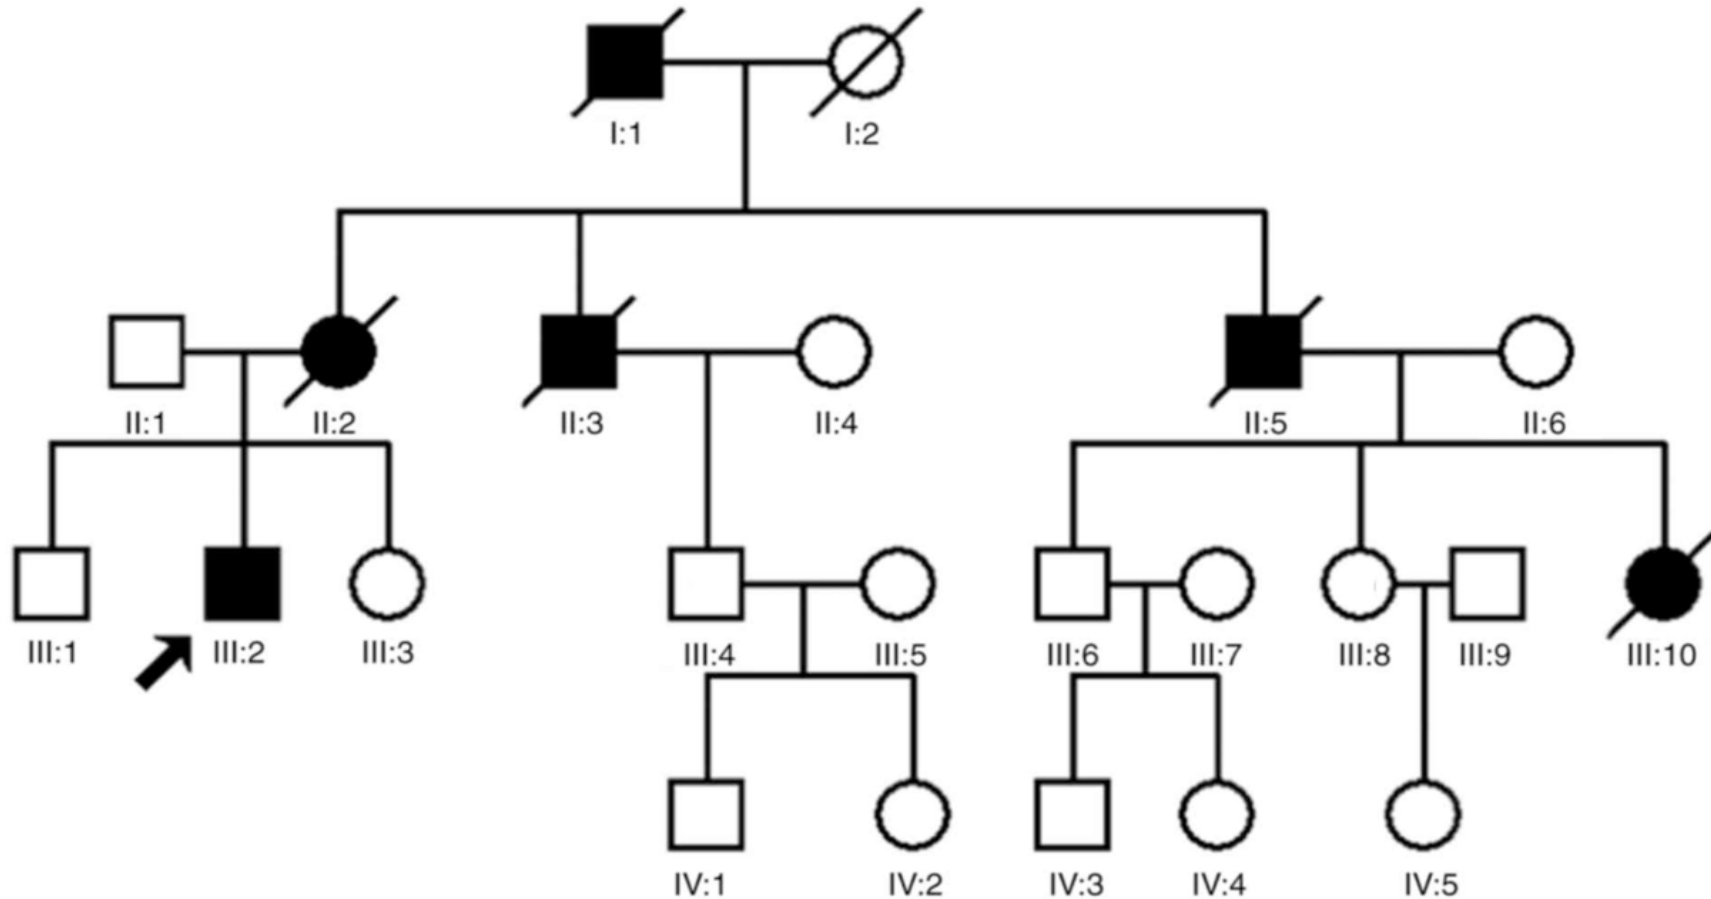 I:1 I:2
II:1 II:2 II:3 II:4 II:5 II:6
III:1 III:2 III:3 III:4 III:5 III:6 III:7 III:8 III:9 III:10
IV:1 IV:2 IV:3 IV:4 IV:5